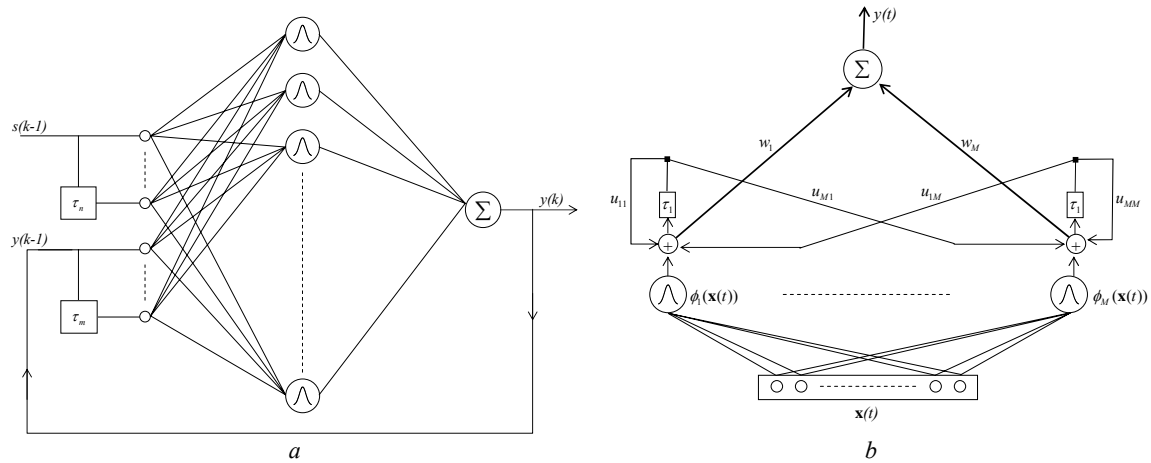 s(k-1)
τn
y(k-1)
τm
Σ
y(k)
a
y(t)
Σ
w1
wM
u11
τ1
uM1
u1M
τ1
uMM
+
+
ϕ1(x(t))
ϕM(x(t))
x(t)
b